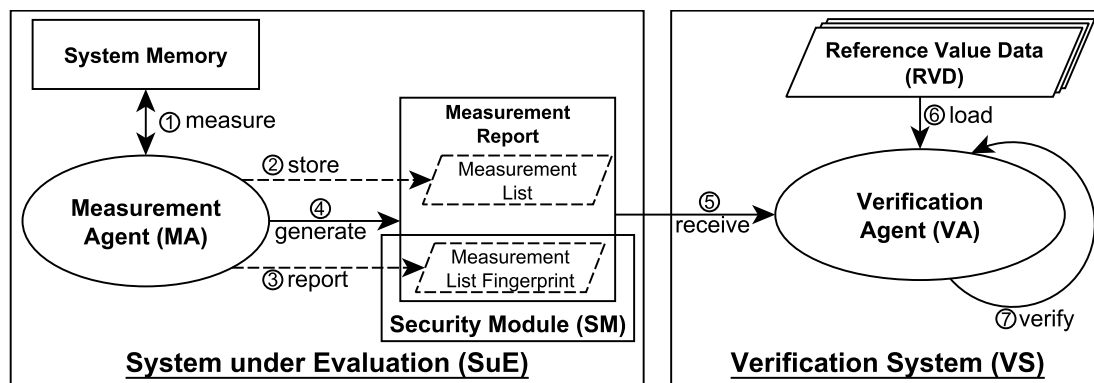 System Memory
① measure
Measurement
Agent (MA)
② store
④
generate
③ report
Measurement
Report
Measurement
List
Measurement
List Fingerprint
Security Module (SM)
System under Evaluation (SuE)
⑤
receive
Reference Value Data
(RVD)
⑥ load
Verification
Agent (VA)
⑦ verify
Verification System (VS)